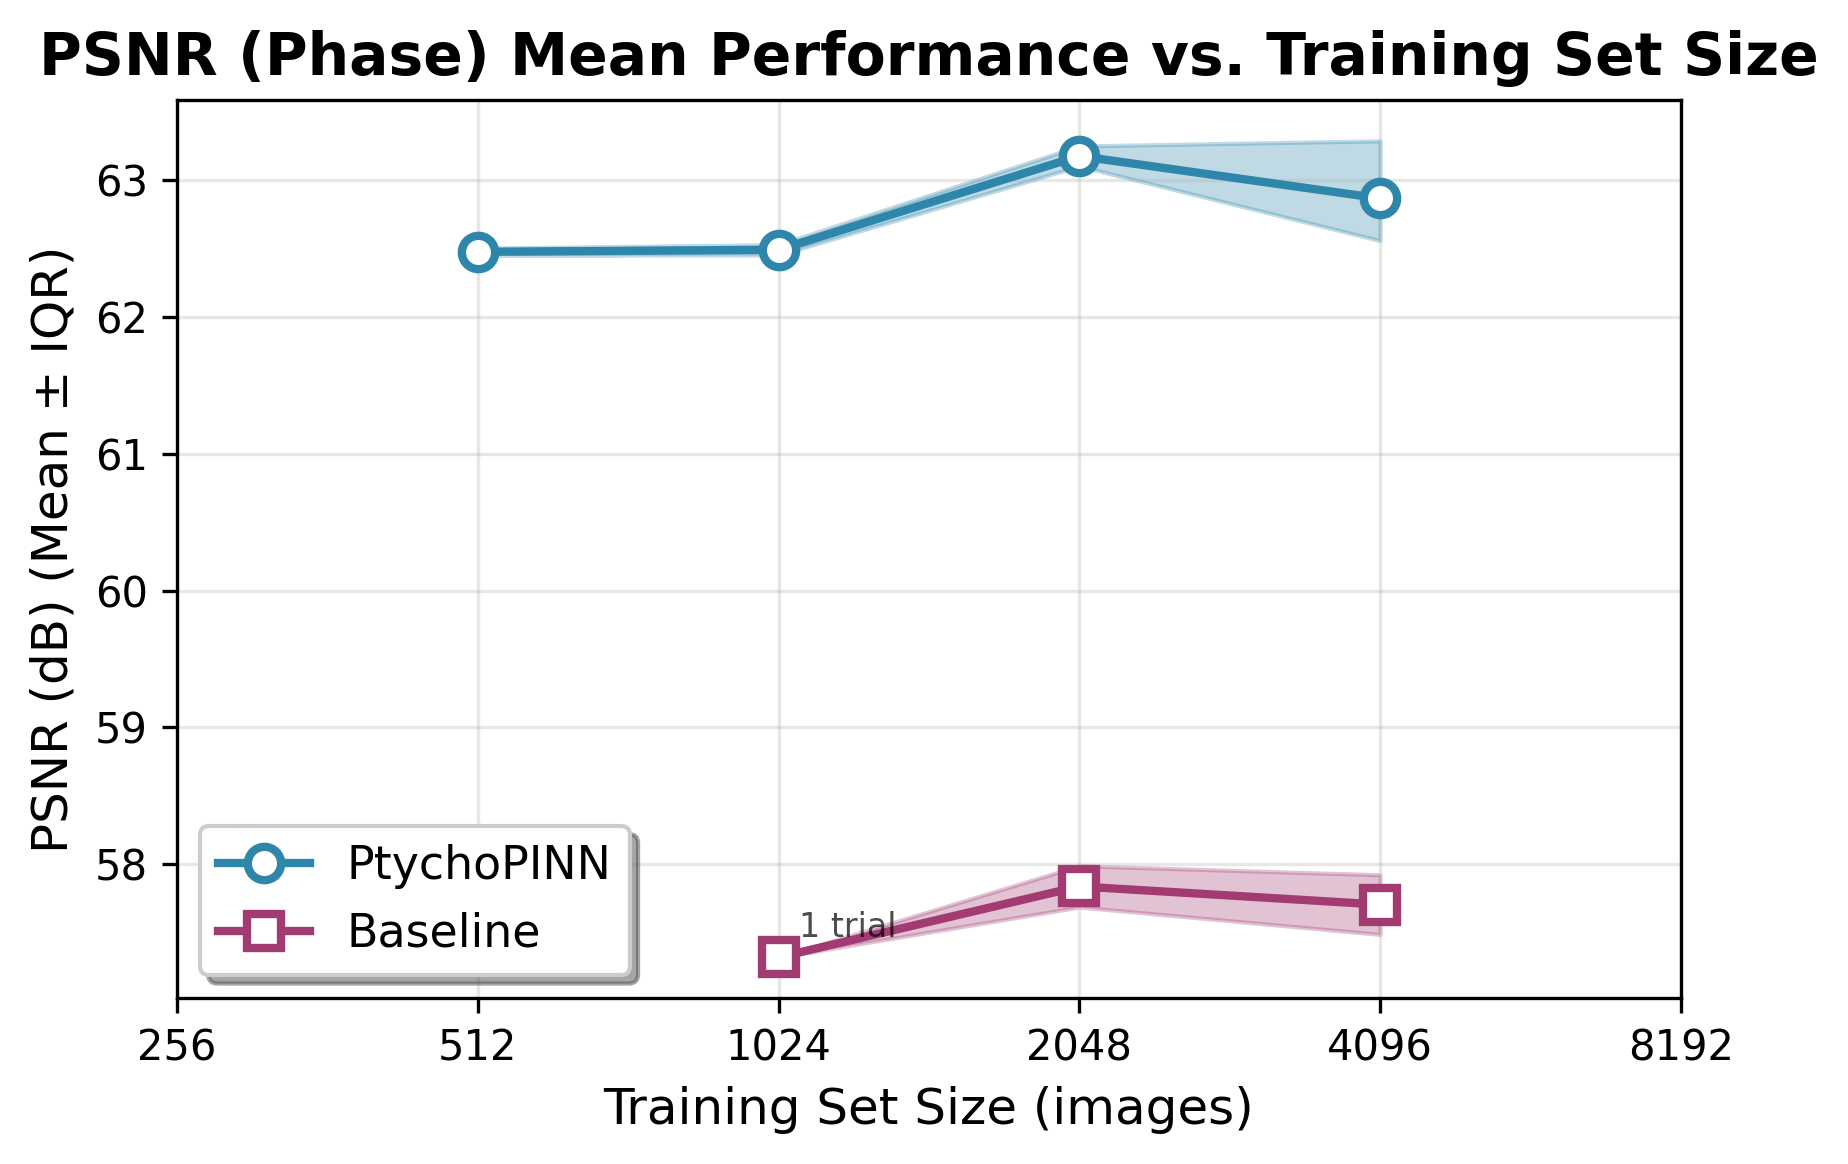 PSNR (Phase) Mean Performance vs. Training Set Size
PSNR (dB) (Mean ± IQR)
63
62
61
60
59
58
PtychoPINN
Baseline
1 trial
256 512 1024 2048 4096 8192
Training Set Size (images)